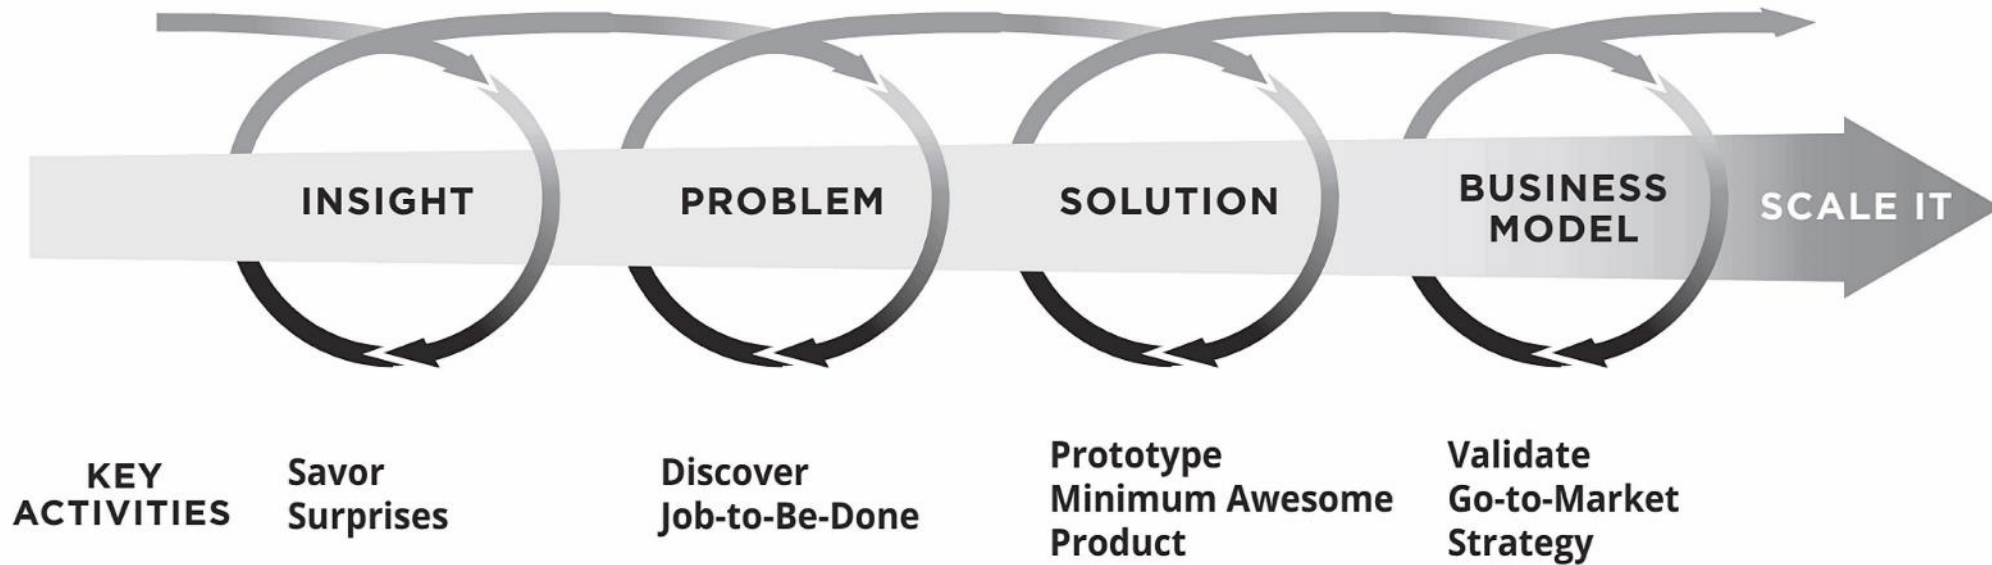 INSIGHT
PROBLEM
SOLUTION
BUSINESS
MODEL
SCALE IT
KEY
ACTIVITIES
Savor
Surprises
Discover
Job-to-Be-Done
Prototype
Minimum Awesome
Product
Validate
Go-to-Market
Strategy